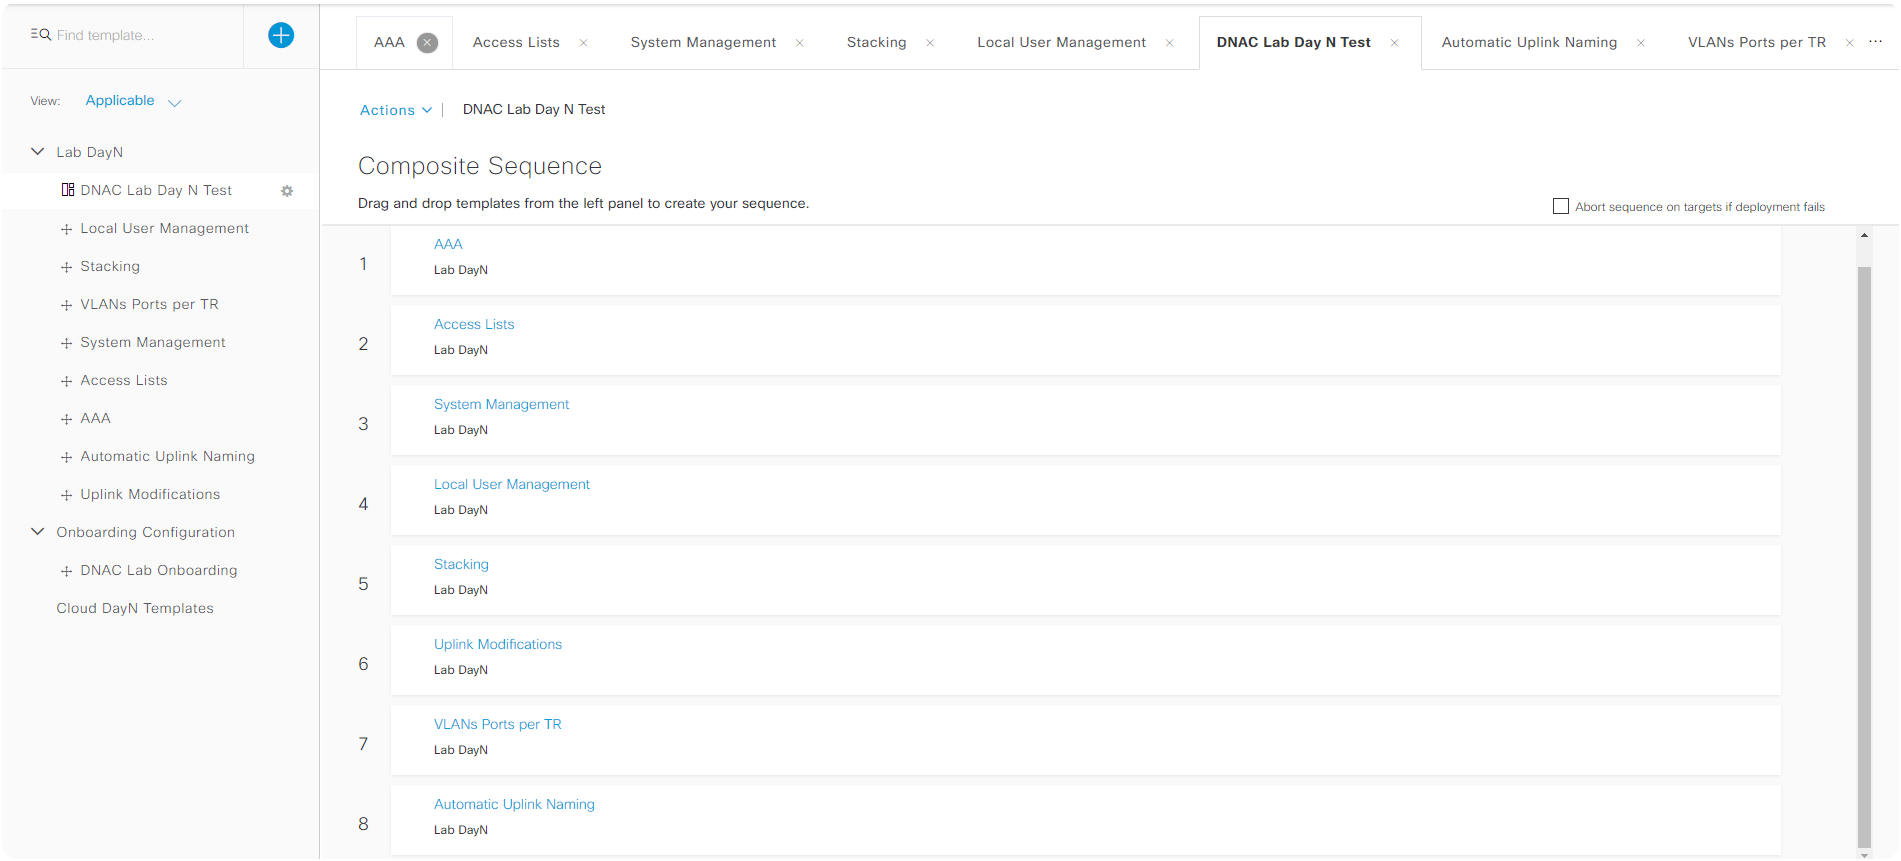 Find template...
View: Applicable
Lab DayN
DNAC Lab Day N Test
Local User Management
Stacking
VLANs Ports per TR
System Management
Access Lists
AAA
Automatic Uplink Naming
Uplink Modifications
Onboarding Configuration
DNAC Lab Onboarding
Cloud DayN Templates
AAA Access Lists System Management Stacking Local User Management DNAC Lab Day N Test Automatic Uplink Naming VLANs Ports per TR ...
Actions | DNAC Lab Day N Test
Composite Sequence
Drag and drop templates from the left panel to create your sequence.
Abort sequence on targets if deployment fails
1
AAA
Lab DayN
2
Access Lists
Lab DayN
3
System Management
Lab DayN
4
Local User Management
Lab DayN
5
Stacking
Lab DayN
6
Uplink Modifications
Lab DayN
7
VLANs Ports per TR
Lab DayN
8
Automatic Uplink Naming
Lab DayN